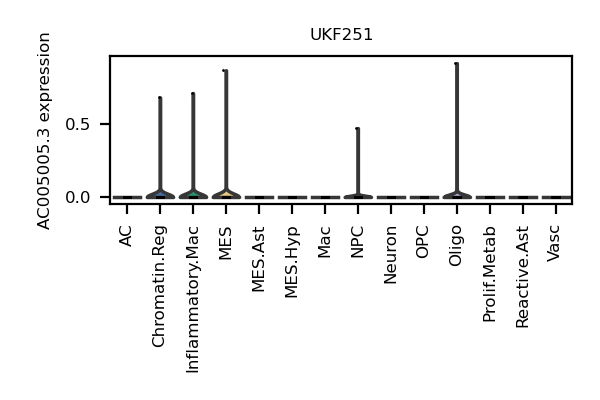 UKF251
AC005005.3 expression
0.5
0.0
AC
Chromatin.Reg
Inflammatory.Mac
MES
MES.Ast
MES.Hyp
Mac
NPC
Neuron
OPC
Oligo
Prolif.Metab
Reactive.Ast
Vasc